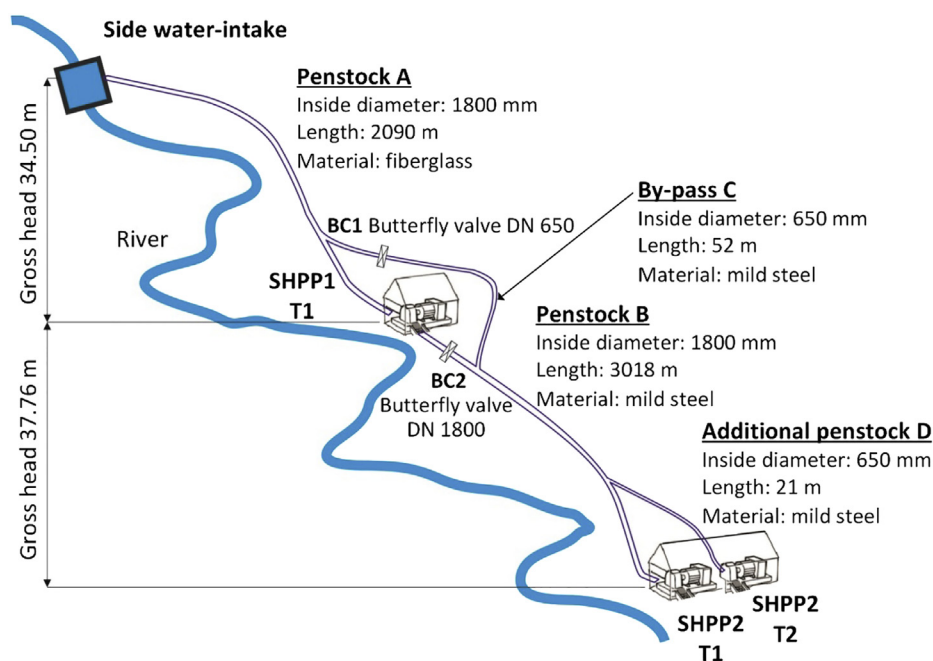 Side water-intake
Penstock A
Inside diameter: 1800 mm
Length: 2090 m
Material: fiberglass
Gross head 34.50 m
By-pass C
Inside diameter: 650 mm
Length: 52 m
Material: mild steel
BC1 Butterfly valve DN 650
River
SHPP1
T1
Penstock B
Inside diameter: 1800 mm
Length: 3018 m
Material: mild steel
BC2
Butterfly valve
DN 1800
Gross head 37.76 m
Additional penstock D
Inside diameter: 650 mm
Length: 21 m
Material: mild steel
SHPP2
T1
SHPP2
T2